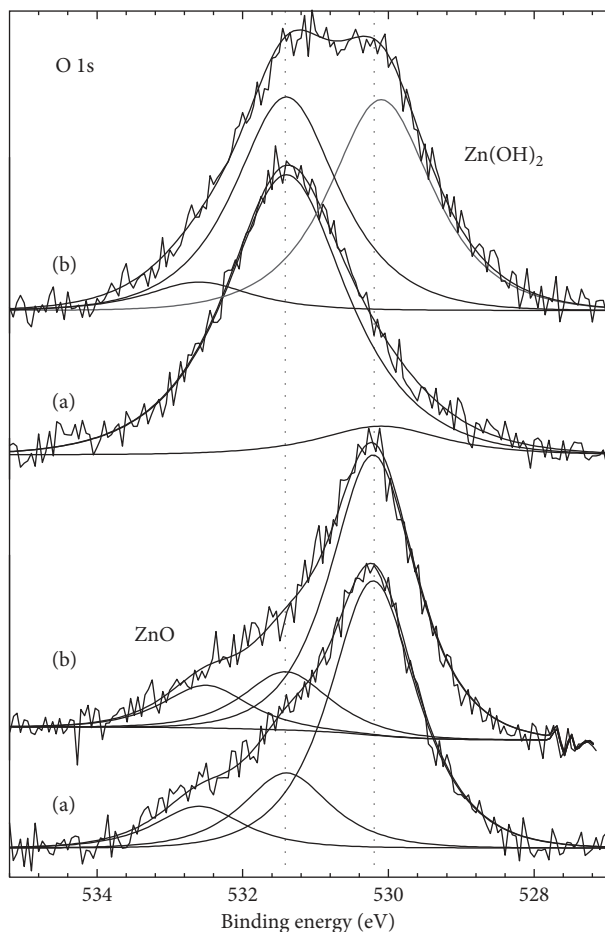 O 1s
Zn(OH)₂
(b)
(a)
ZnO
(b)
(a)
534 532 530 528
Binding energy (eV)